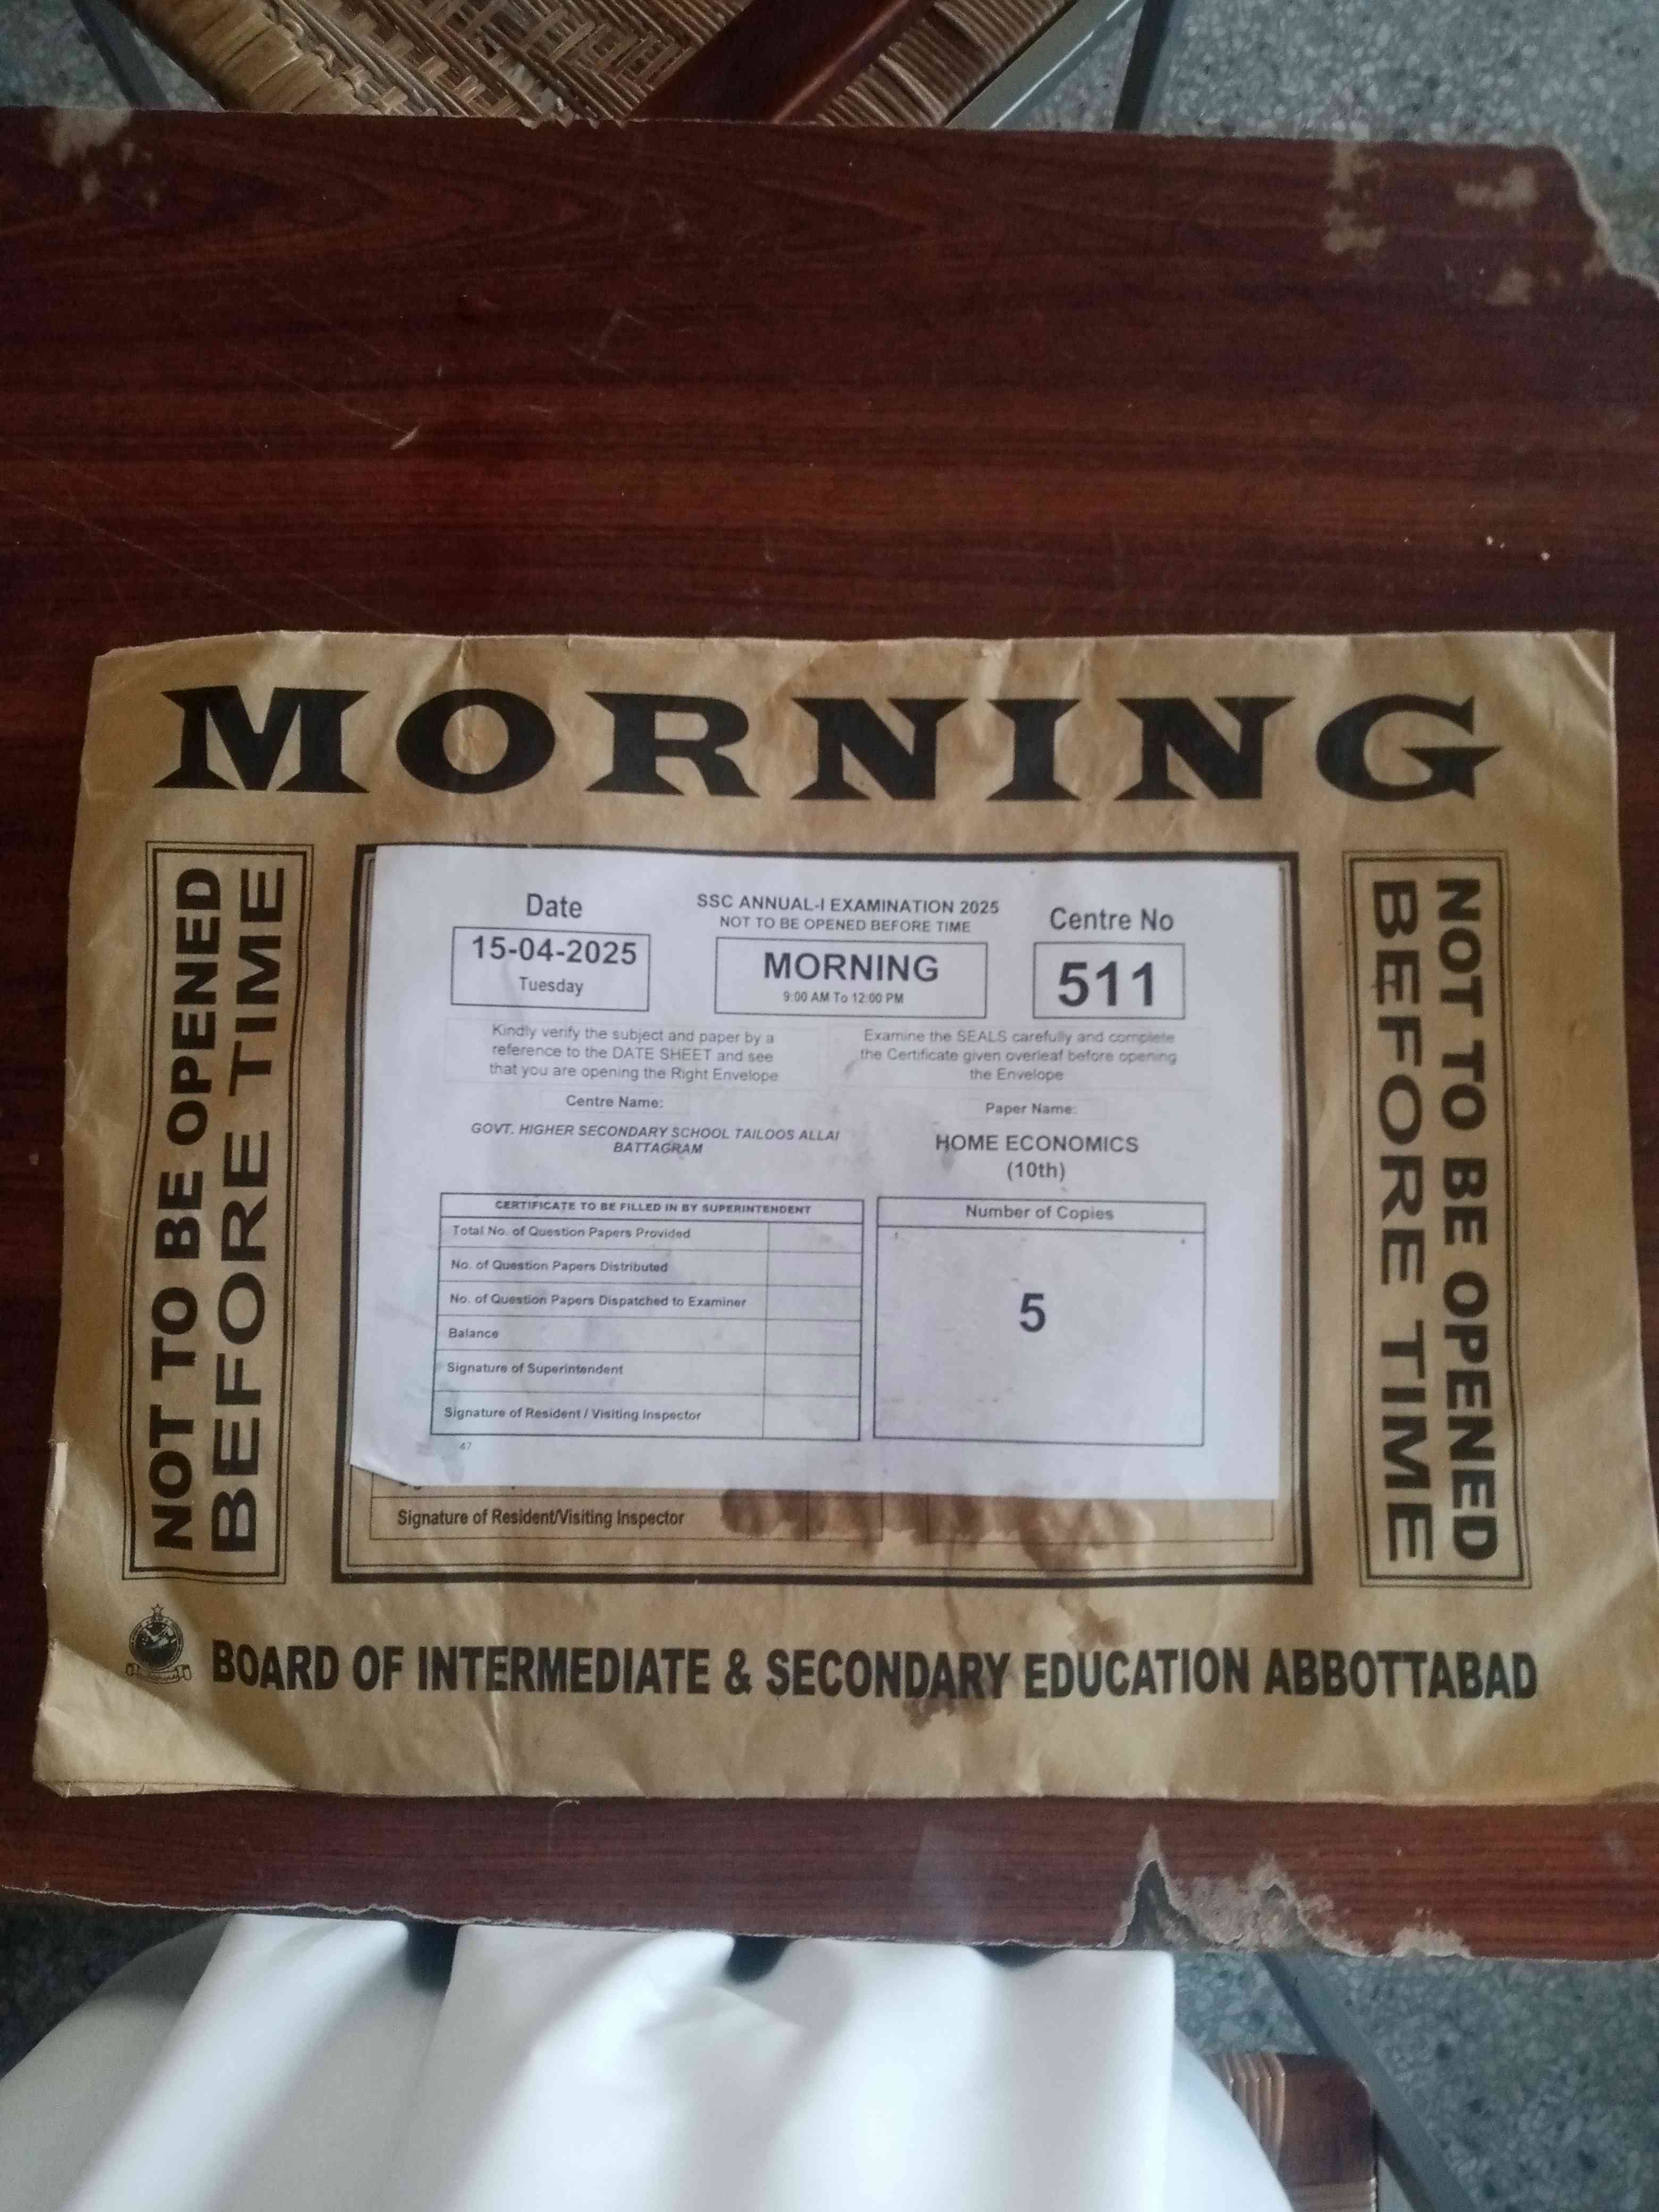 MORNING
NOT TO BE OPENED
BEFORE TIME
Date
15-04-2025
Tuesday
SSC ANNUAL-I EXAMINATION 2025
NOT TO BE OPENED BEFORE TIME
MORNING
9:00 AM To 12:00 PM
Centre No
511
Kindly verify the subject and paper by a
reference to the DATE SHEET and see
that you are opening the Right Envelope
Examine the SEALS carefully and complete
the Certificate given overleaf before opening
the Envelope
Centre Name:
GOVT. HIGHER SECONDARY SCHOOL TAILOOS ALLAI
BATTAGRAM
Paper Name:
HOME ECONOMICS
(10th)
CERTIFICATE TO BE FILLED IN BY SUPERINTENDENT
Total No. of Question Papers Provided
No. of Question Papers Distributed
No. of Question Papers Dispatched to Examiner
Balance
Signature of Superintendent
Signature of Resident / Visiting Inspector
Number of Copies
5
47
Signature of Resident/Visiting Inspector
NOT TO BE OPENED
BEFORE TIME
BOARD OF INTERMEDIATE & SECONDARY EDUCATION ABBOTTABAD